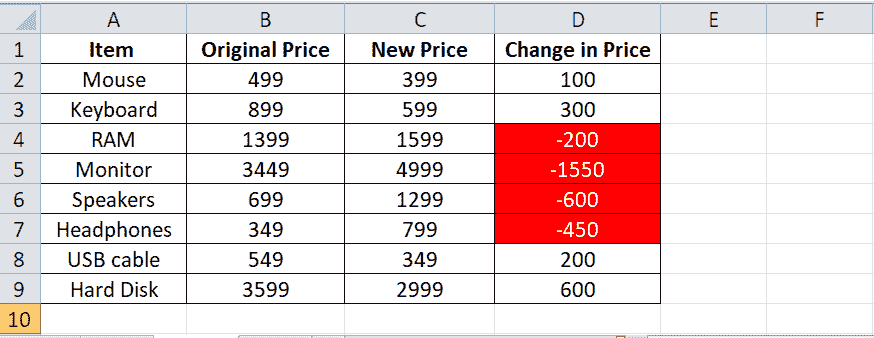 A B C D E F
1 Item Original Price New Price Change in Price
2 Mouse 499 399 100
3 Keyboard 899 599 300
4 RAM 1399 1599 -200
5 Monitor 3449 4999 -1550
6 Speakers 699 1299 -600
7 Headphones 349 799 -450
8 USB cable 549 349 200
9 Hard Disk 3599 2999 600
10